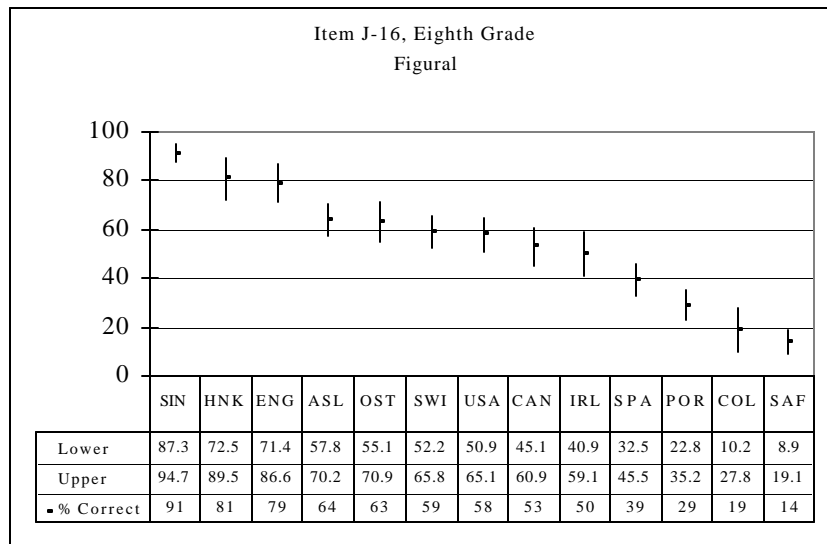 Item J-16, Eighth Grade
Figural
100
80
60
40
20
0
SIN HNK ENG ASL OST SWI USA CAN IRL SPA POR COL SAF
Lower 87.3 72.5 71.4 57.8 55.1 52.2 50.9 45.1 40.9 32.5 22.8 10.2 8.9
Upper 94.7 89.5 86.6 70.2 70.9 65.8 65.1 60.9 59.1 45.5 35.2 27.8 19.1
% Correct 91 81 79 64 63 59 58 53 50 39 29 19 14